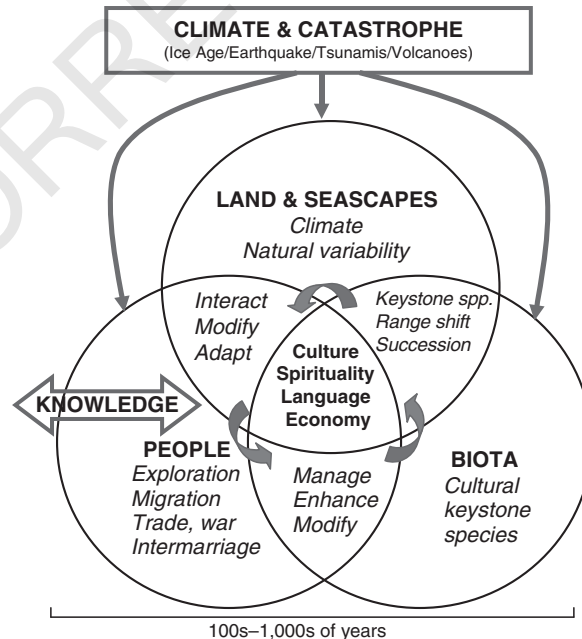 CLIMATE & CATASTROPHE
(Ice Age/Earthquake/Tsunamis/Volcanoes)
LAND & SEASCAPES
Climate
Natural variability
Interact
Modify
Adapt
Keystone spp.
Range shift
Succession
Culture
Spirituality
Language
Economy
KNOWLEDGE
PEOPLE
Exploration
Migration
Trade, war
Intermarriage
Manage
Enhance
Modify
BIOTA
Cultural
keystone
species
100s–1,000s of years